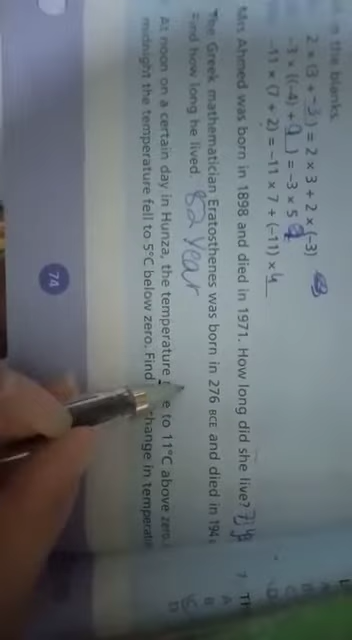 in the blanks.
2 × (3 + -3) = 2 × 3 + 2 × (-3)
-3 × ((-4) + 9) = -3 × 5
-11 × (7 + 2) = -11 × 7 + (-11) ×
Mrs Ahmed was born in 1898 and died in 1971. How long did she live?
The Greek mathematician Eratosthenes was born in 276 BCE and died in 194
Find how long he lived. 82 year
At noon on a certain day in Hunza, the temperature e to 11°C above zero.
midnight the temperature fell to 5°C below zero. Find change in temperatu
74